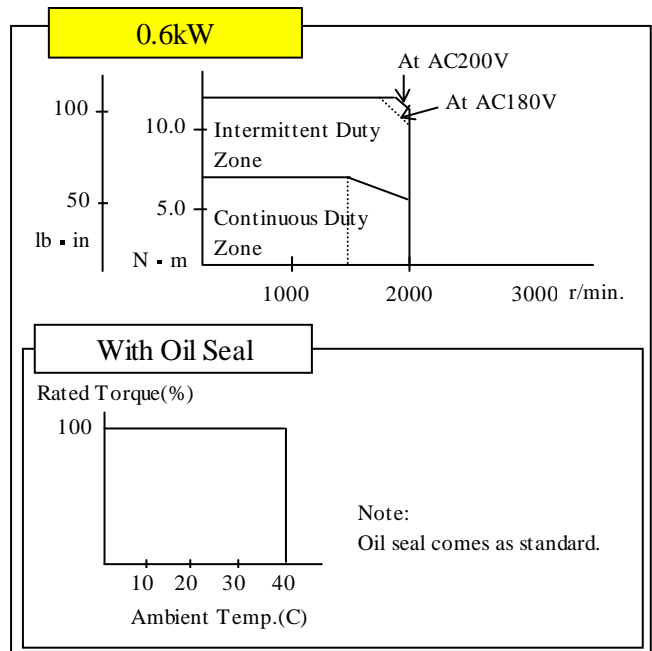 0.6kW
At AC200V
At AC180V
100
10.0
Intermittent Duty
Zone
50
5.0
Continuous Duty
Zone
lb ▪ in
N ▪ m
1000
2000
3000
r/min.
With Oil Seal
Rated Torque(%)
100
Note:
Oil seal comes as standard.
10 20 30 40
Ambient Temp.(C)